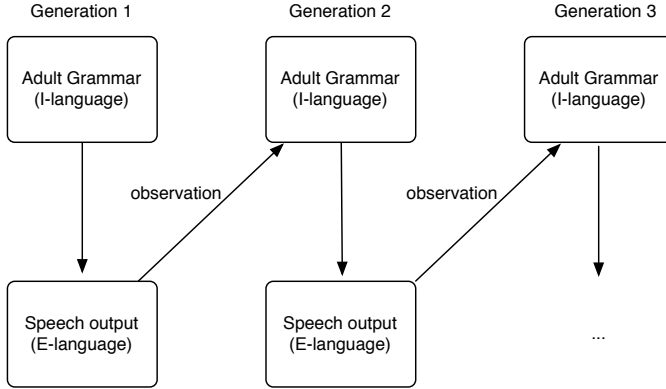 Generation 1
Generation 2
Generation 3
Adult Grammar
(I-language)
Adult Grammar
(I-language)
Adult Grammar
(I-language)
observation
observation
Speech output
(E-language)
Speech output
(E-language)
...